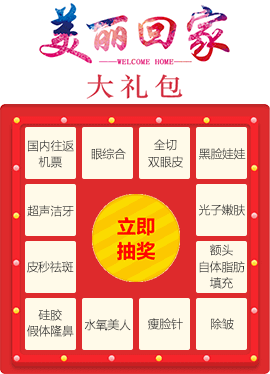 美丽回家
WELCOME HOME
大礼包
国内往返
机票
眼综合
全切
双眼皮
黑脸娃娃
超声洁牙
立即
抽奖
光子嫩肤
皮秒祛斑
额头
自体脂肪
填充
硅胶
假体隆鼻
水氧美人
瘦脸针
除皱